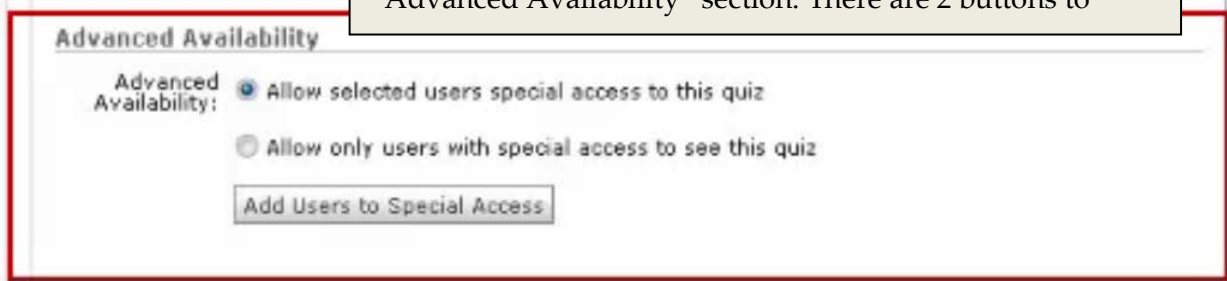 "Advanced Availability" section. There are 2 buttons to
Advanced Availability
Advanced
Availability:
Allow selected users special access to this quiz
Allow only users with special access to see this quiz
Add Users to Special Access